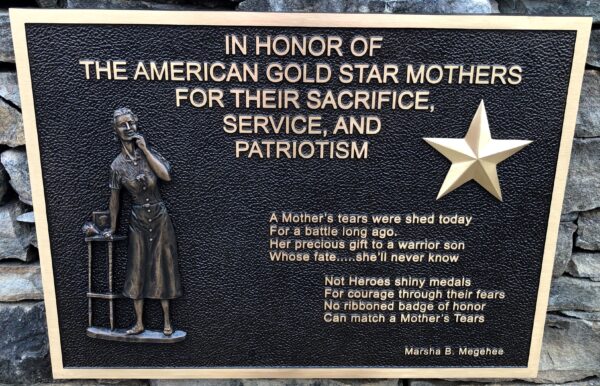 IN HONOR OF
THE AMERICAN GOLD STAR MOTHERS
FOR THEIR SACRIFICE,
SERVICE, AND
PATRIOTISM
A Mother's tears were shed today
For a battle long ago.
Her precious gift to a warrior son
Whose fate.....she'll never know
Not Heroes shiny medals
For courage through their fears
No ribboned badge of honor
Can match a Mother's Tears
Marsha B. Megehee